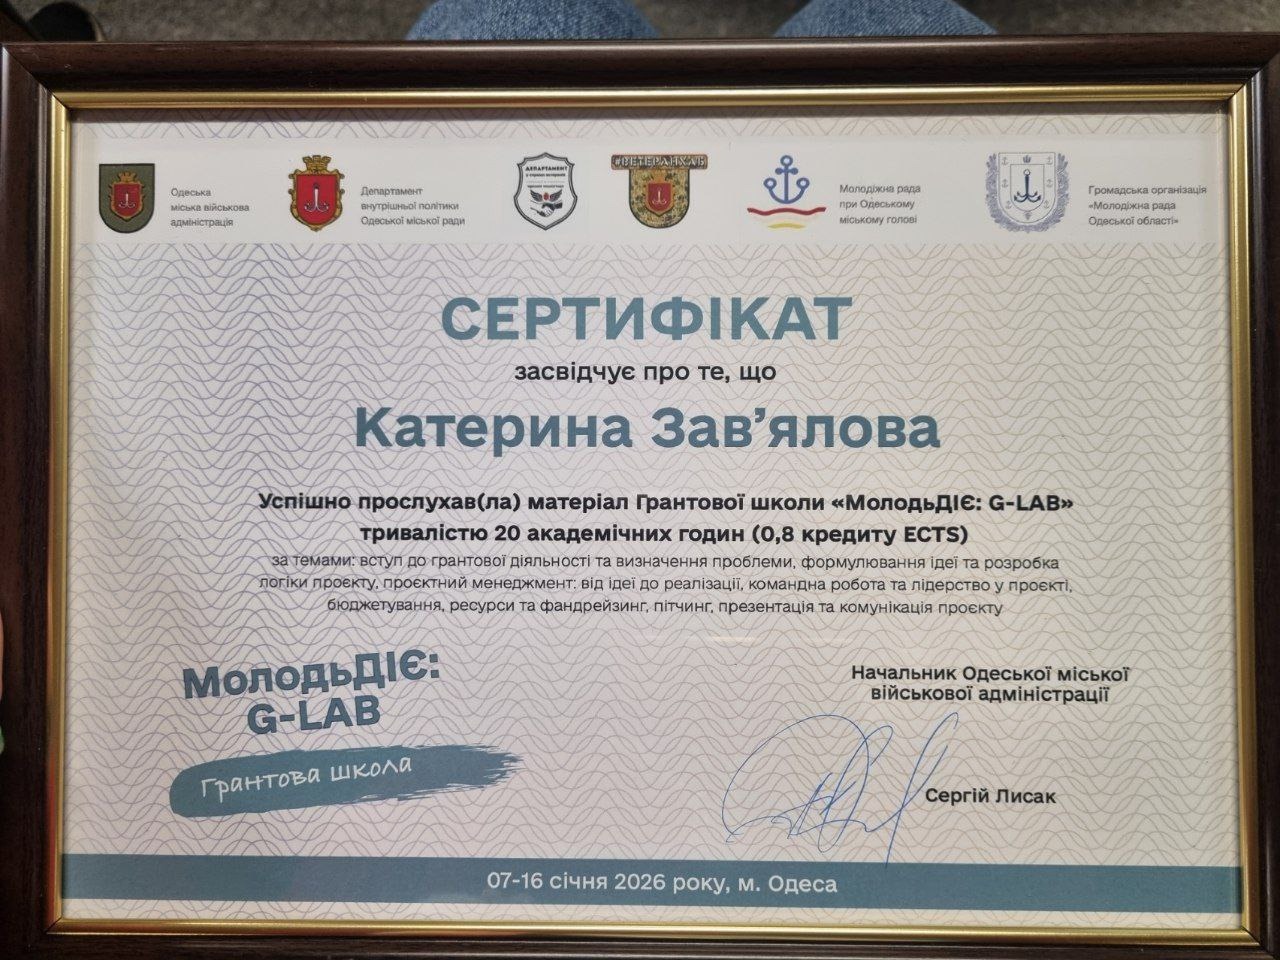 Одеська
міська військова
адміністрація
Департамент
внутрішньої політики
Одеської міської ради
ДЕПАРТАМЕНТ
#ВЕТЕРАНХАБ
Молодіжна рада
при Одеському
міському голові
Громадська організація
«Молодіжна рада
Одеської області»
СЕРТИФІКАТ
засвідчує про те, що
Катерина Зав’ялова
Успішно прослухав(ла) матеріал Грантової школи «МолодьДІЄ: G-LAB»
тривалістю 20 академічних годин (0,8 кредиту ECTS)
за темами: вступ до грантової діяльності та визначення проблеми, формулювання ідеї та розробка
логіки проєкту, проєктний менеджмент: від ідеї до реалізації, командна робота та лідерство у проєкті,
бюджетування, ресурси та фандрейзинг, пітчинг, презентація та комунікація проєкту
МолодьДІЄ:
G-LAB
Грантова школа
Начальник Одеської міської
військової адміністрації
Сергій Лисак
07-16 січня 2026 року, м. Одеса